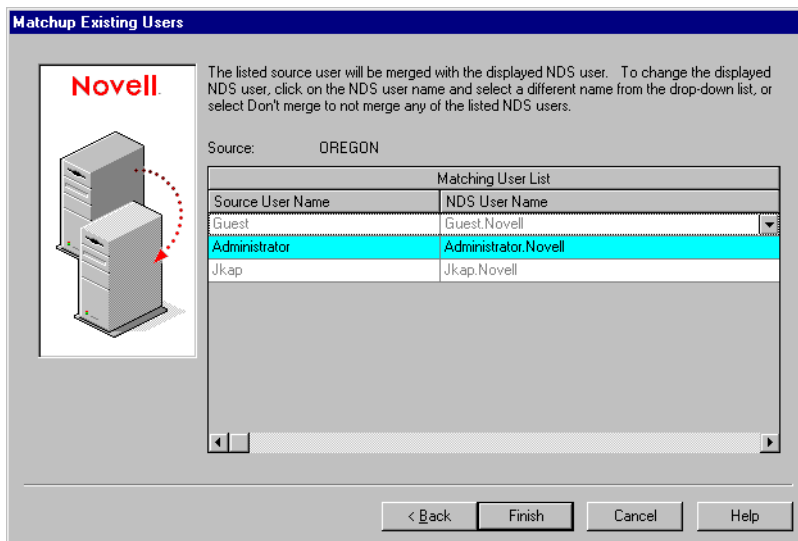 Matchup Existing Users
Novell.
The listed source user will be merged with the displayed NDS user. To change the displayed
NDS user, click on the NDS user name and select a different name from the drop-down list, or
select Don't merge to not merge any of the listed NDS users.
Source: OREGON
Matching User List
Source User Name NDS User Name
Guest Guest.Novell
Administrator Administrator.Novell
Jkap Jkap.Novell
< Back Finish Cancel Help